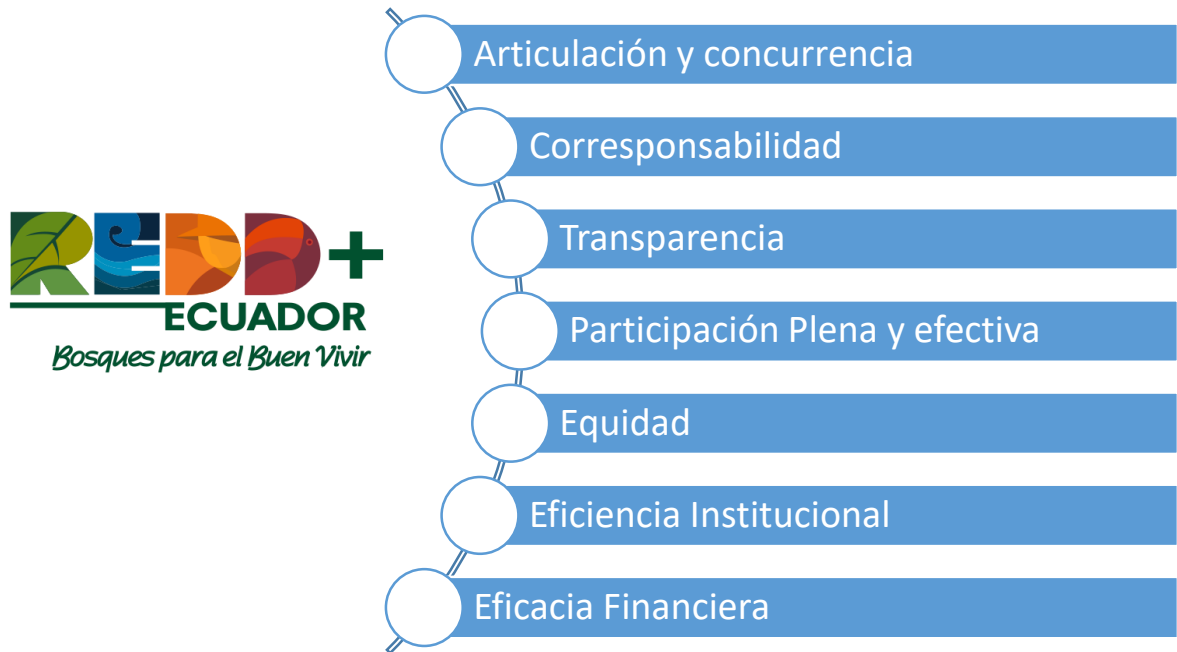 REDD+
ECUADOR
Bosques para el Buen Vivir
Articulación y concurrencia
Corresponsabilidad
Transparencia
Participación Plena y efectiva
Equidad
Eficiencia Institucional
Eficacia Financiera